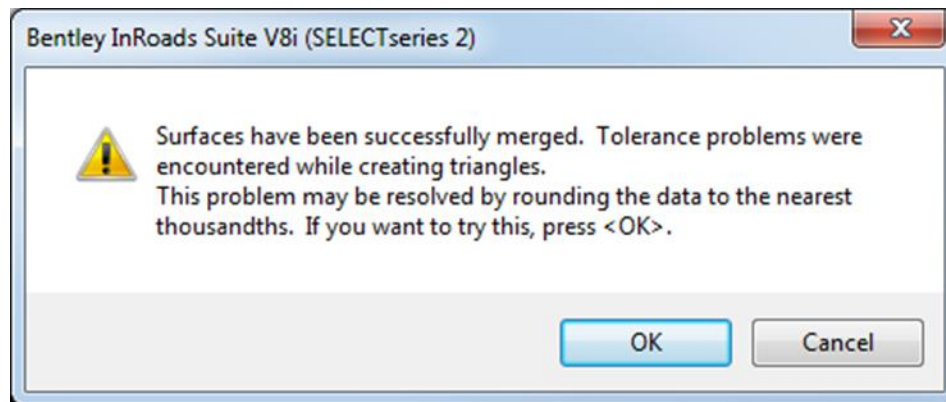 Bentley InRoads Suite V8i (SELECTseries 2)
Surfaces have been successfully merged.  Tolerance problems were
encountered while creating triangles.
This problem may be resolved by rounding the data to the nearest
thousandths.  If you want to try this, press <OK>.
OK
Cancel